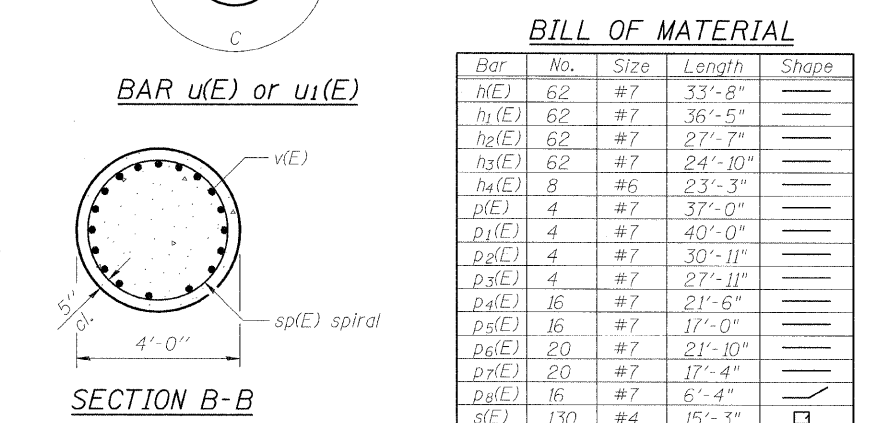 C
BAR u(E) or u1(E)
v(E)
5" cl.
sp(E) spiral
4'-0"
SECTION B-B
BILL OF MATERIAL
Bar No. Size Length Shape
h(E) 62 #7 33'-8"
h1(E) 62 #7 36'-5"
h2(E) 62 #7 27'-7"
h3(E) 62 #7 24'-10"
h4(E) 8 #6 23'-3"
p(E) 4 #7 37'-0"
p1(E) 4 #7 40'-0"
p2(E) 4 #7 30'-11"
p3(E) 4 #7 27'-11"
p4(E) 16 #7 21'-6"
p5(E) 16 #7 17'-0"
p6(E) 20 #7 21'-10"
p7(E) 20 #7 17'-4"
p8(E) 16 #7 6'-4"
s(E) 130 #4 15'-3"